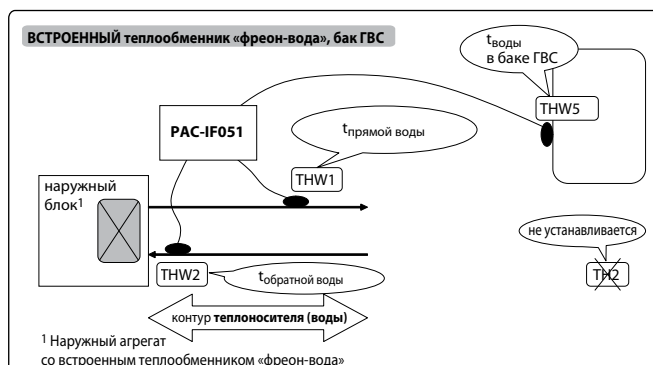 ВСТРОЕННЫЙ теплообменник «фреон-вода», бак ГВС
tводы
в баке ГВС
THW5
PAC-IF051
tпрямой воды
THW1
наружный
блок1
не устанавливается
TH2
THW2
tобратной воды
контур теплоносителя (воды)
1 Наружный агрегат
со встроенным теплообменником «фреон-вода»